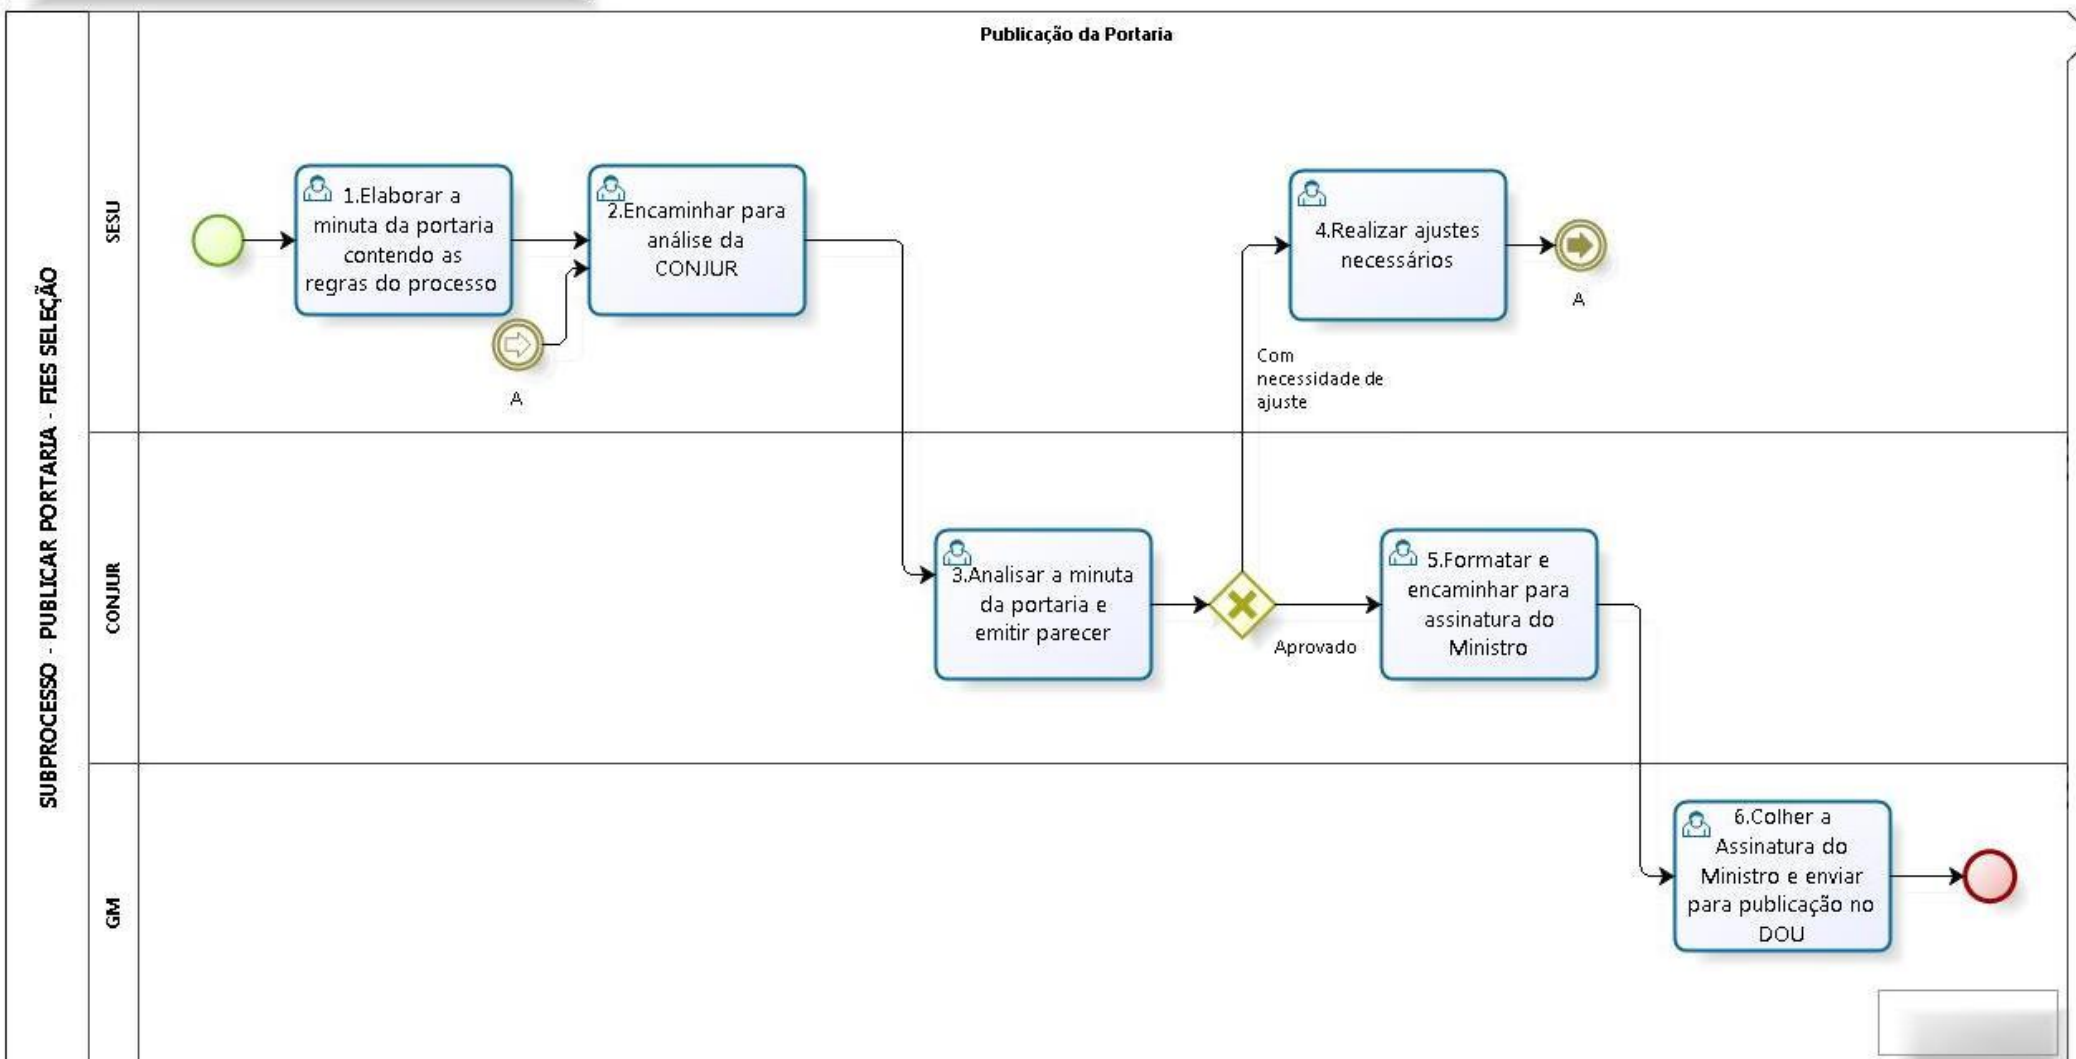 Publicação da Portaria
SUBPROCESSO - PUBLICAR PORTARIA - FIES SELEÇÃO
SESU
1.Elaborar a
minuta da portaria
contendo as
regras do processo
A
2.Encaminhar para
análise da
CONJUR
4.Realizar ajustes
necessários
A
Com
necessidade de
ajuste
CONJUR
3.Analisar a minuta
da portaria e
emitir parecer
Aprovado
5.Formatar e
encaminhar para
assinatura do
Ministro
GM
6.Colher a
Assinatura do
Ministro e enviar
para publicação no
DOU